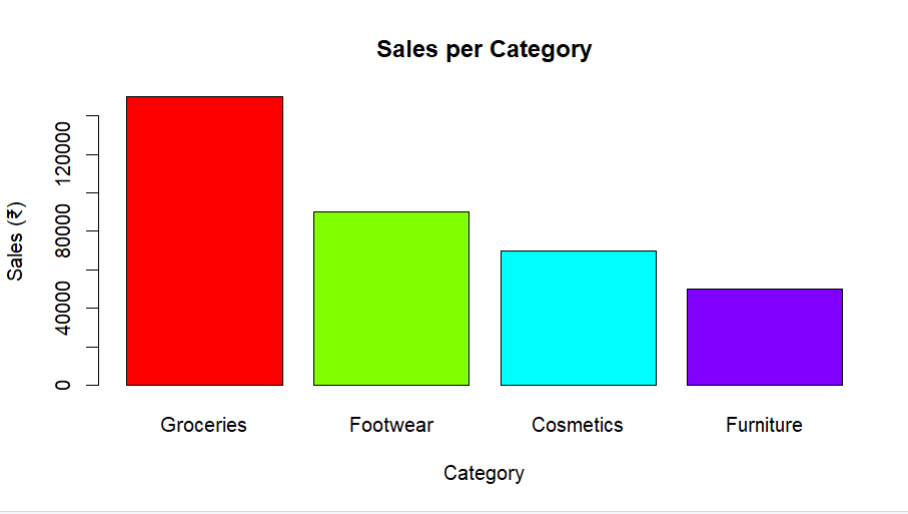 Sales per Category
Sales (₹)
120000
80000
40000
0
Groceries Footwear Cosmetics Furniture
Category